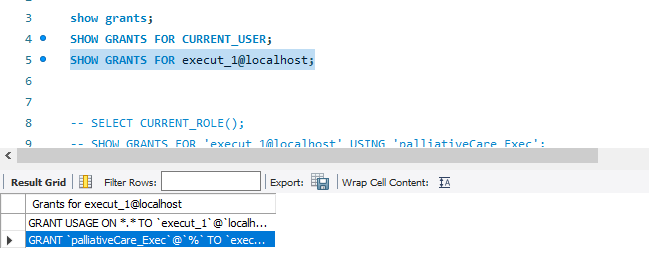 3 show grants;
4 SHOW GRANTS FOR CURRENT_USER;
5 SHOW GRANTS FOR execut_1@localhost;
6
7
8 -- SELECT CURRENT_ROLE();
9 -- SHOW GRANTS FOR 'execut_1@localhost' USING 'palliativeCare_Exec';
Result Grid Filter Rows: Export: Wrap Cell Content: IA
Grants for execut_1@localhost
GRANT USAGE ON *.* TO `execut_1`@`localh...
GRANT `palliativeCare_Exec`@`%` TO `exec...